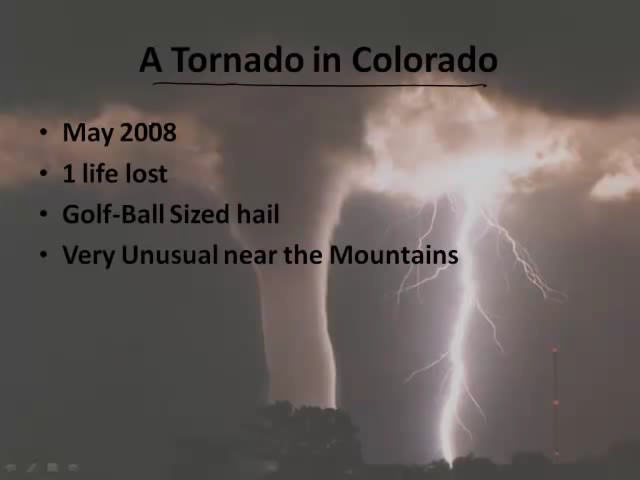 A Tornado in Colorado
• May 2008
• 1 life lost
• Golf-Ball Sized hail
• Very Unusual near the Mountains